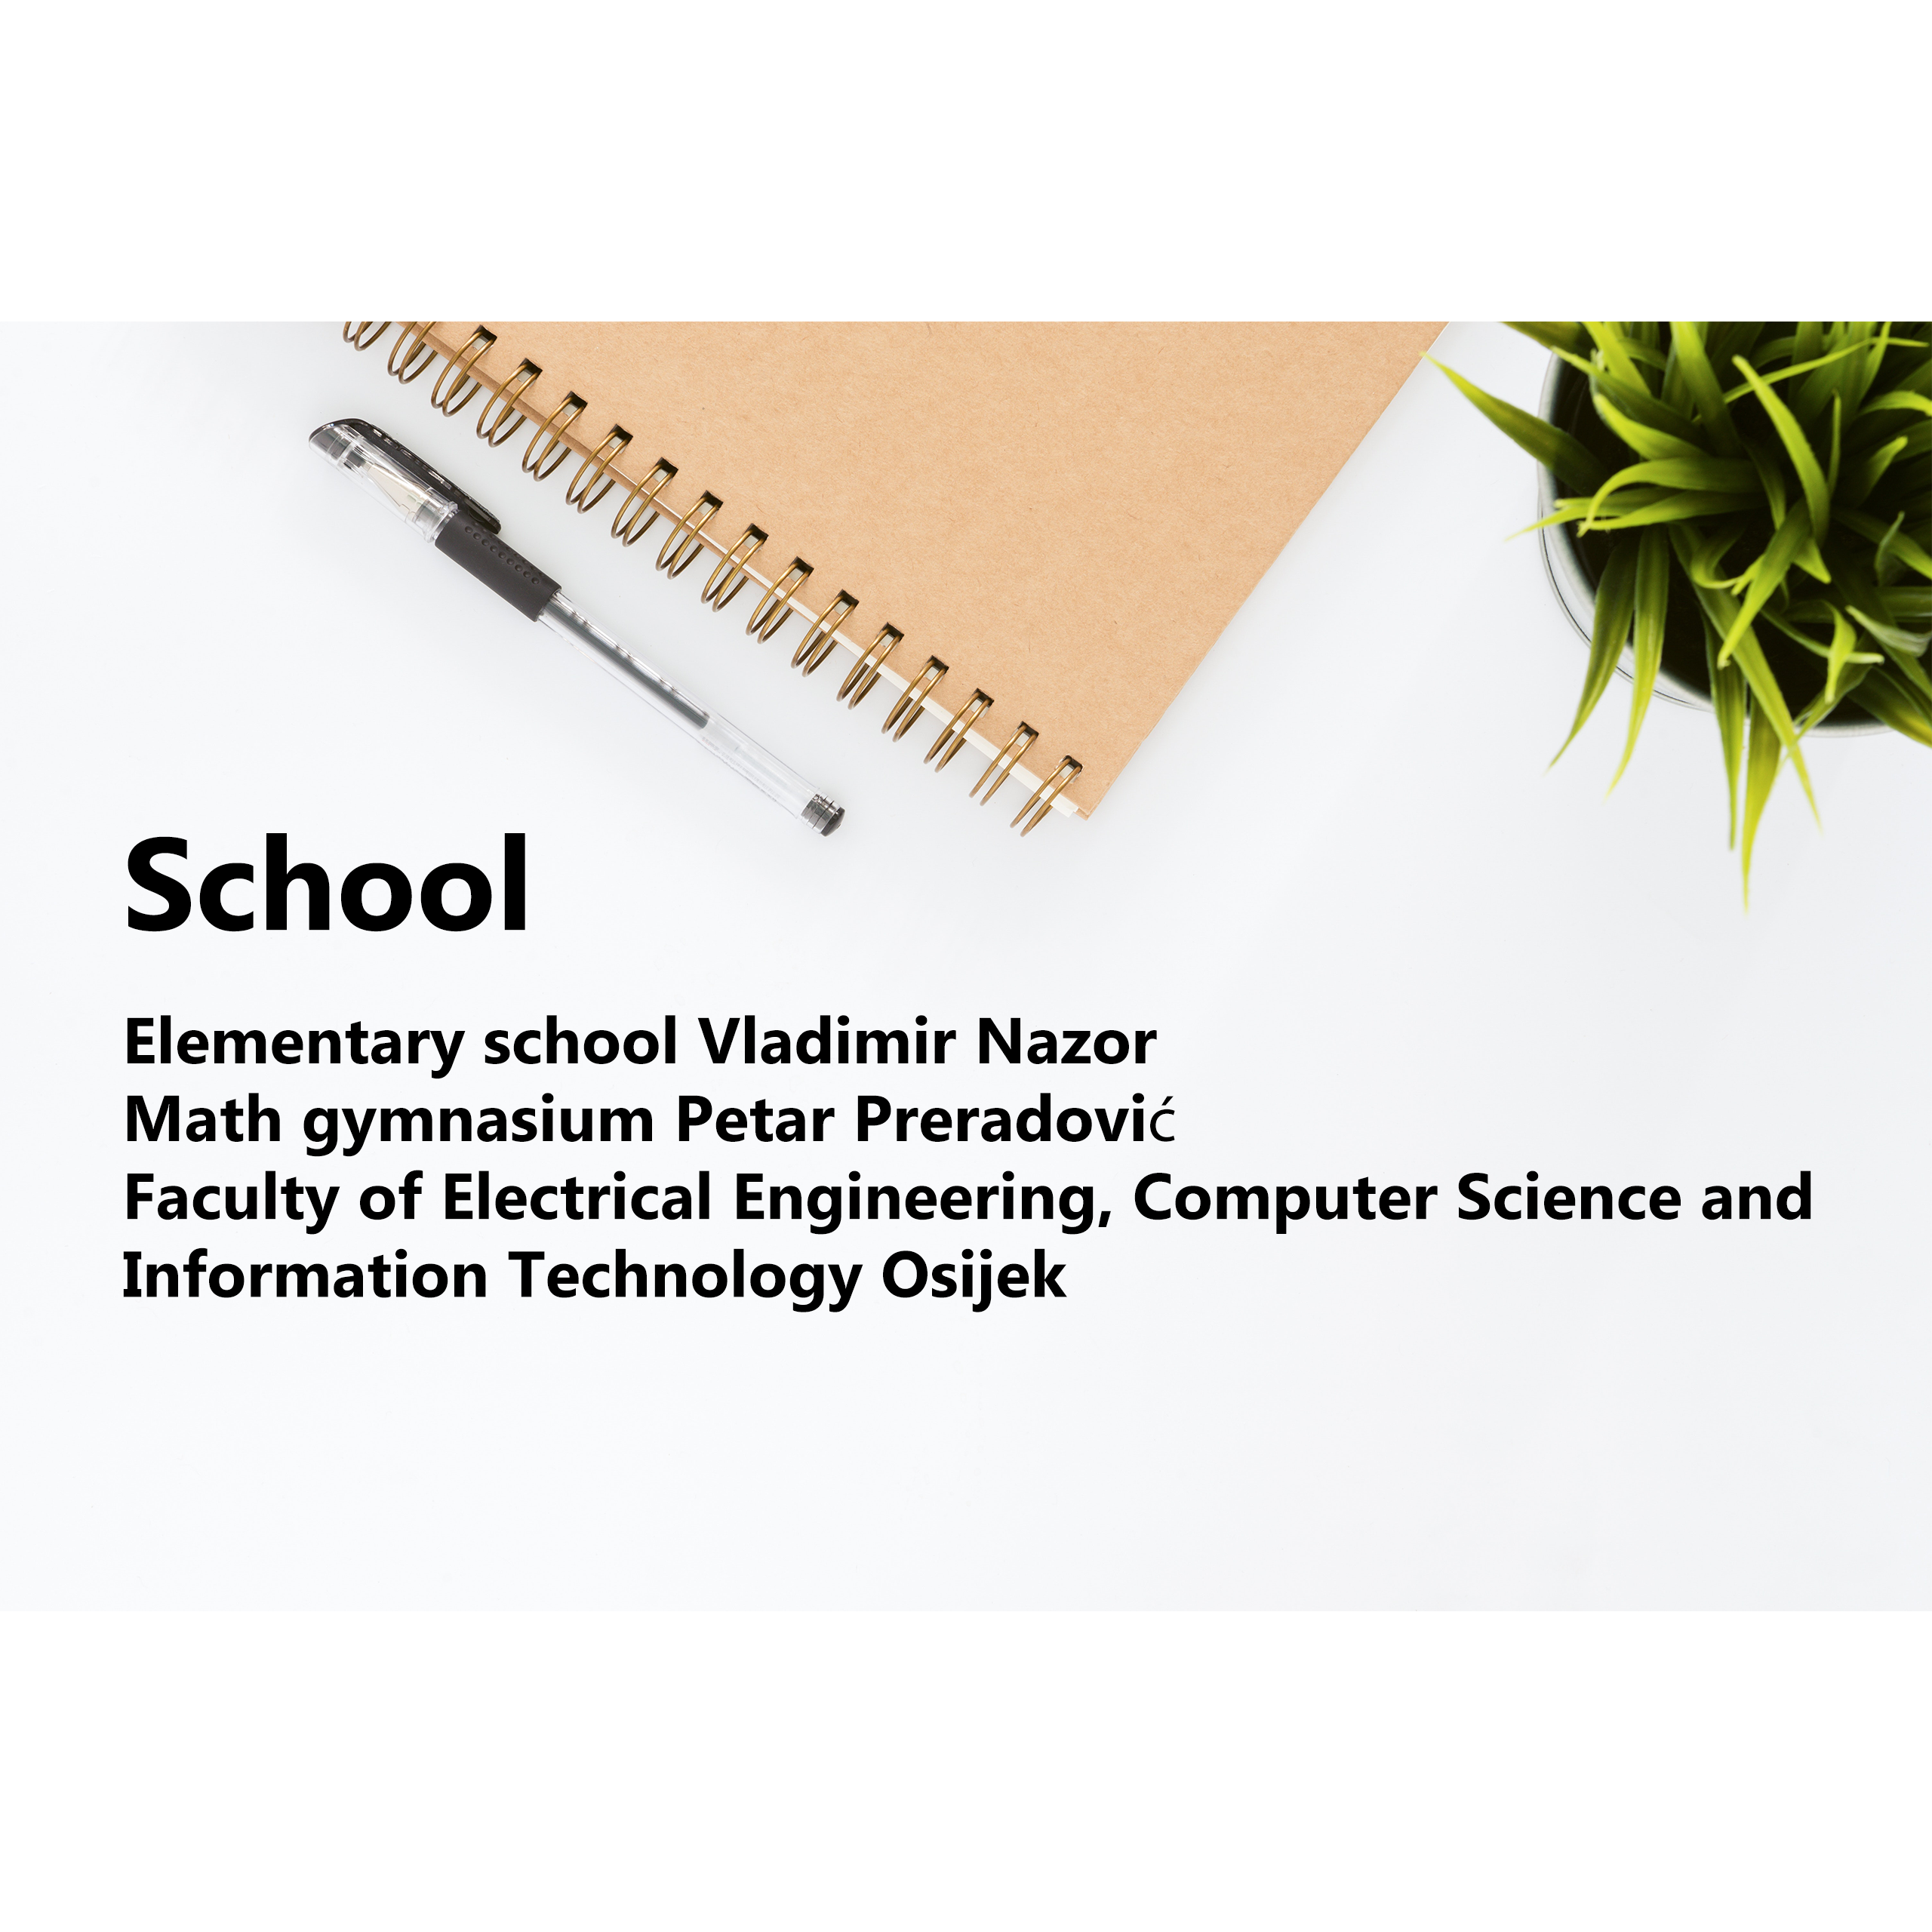 School
Elementary school Vladimir Nazor
Math gymnasium Petar Preradović
Faculty of Electrical Engineering, Computer Science and
Information Technology Osijek